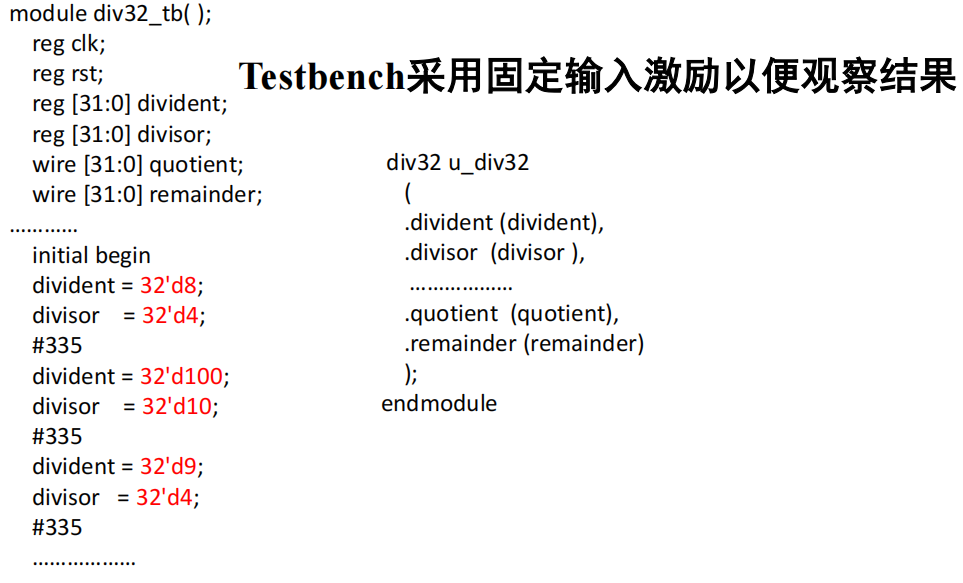 module div32_tb( );
reg clk;
reg rst;
reg [31:0] divident;
reg [31:0] divisor;
wire [31:0] quotient;
wire [31:0] remainder;
…………
initial begin
divident = 32'd8;
divisor = 32'd4;
#335
divident = 32'd100;
divisor = 32'd10;
#335
divident = 32'd9;
divisor = 32'd4;
#335
………………
Testbench采用固定输入激励以便观察结果
div32 u_div32
(
.divident (divident),
.divisor (divisor ),
………………
.quotient (quotient),
.remainder (remainder)
);
endmodule